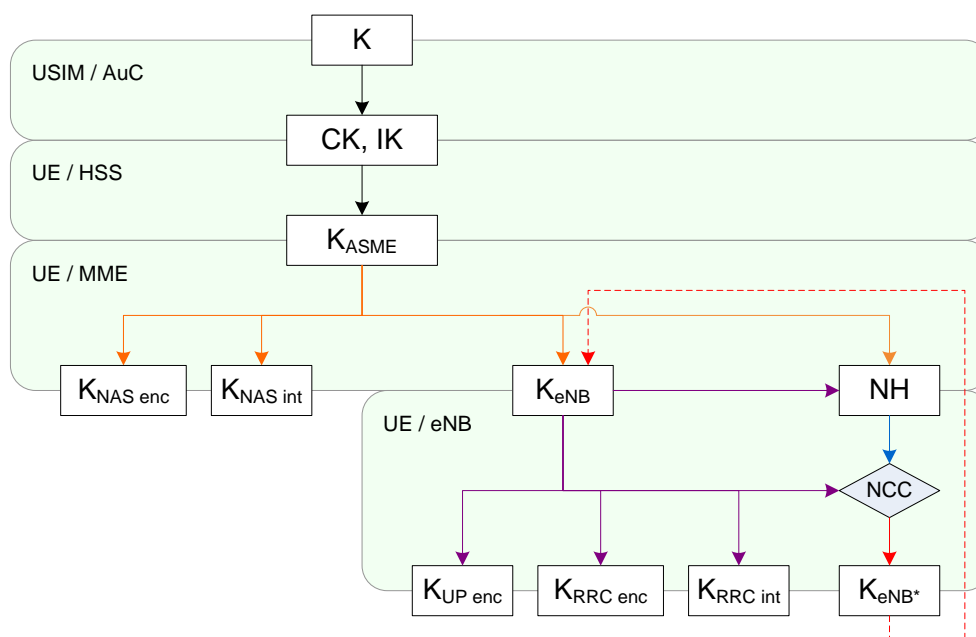 K
USIM / AuC
CK, IK
UE / HSS
KASME
UE / MME
KNAS enc
KNAS int
KeNB
NH
UE / eNB
NCC
KUP enc
KRRC enc
KRRC int
KeNB*